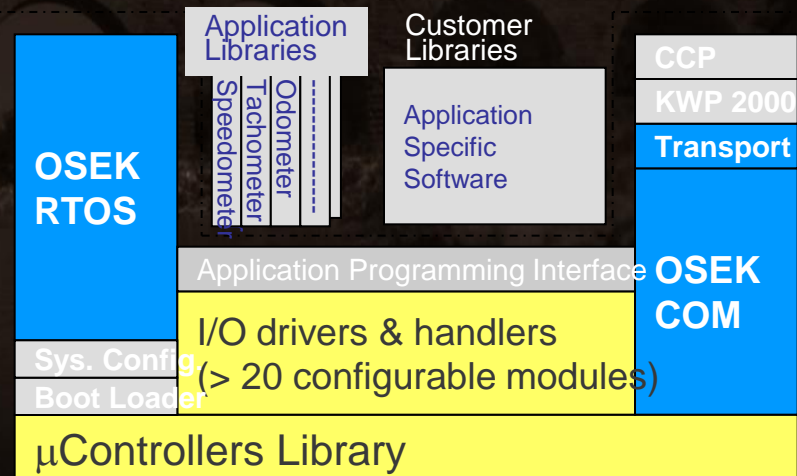 Application
Libraries
Customer
Libraries
CCP
KWP 2000
Transport
Speedometer
Tachometer
Odometer
------------
Application
Specific
Software
OSEK
RTOS
Application Programming Interface
OSEK
COM
I/O drivers & handlers
(> 20 configurable modules)
Sys. Config.
Boot Loader
µControllers Library